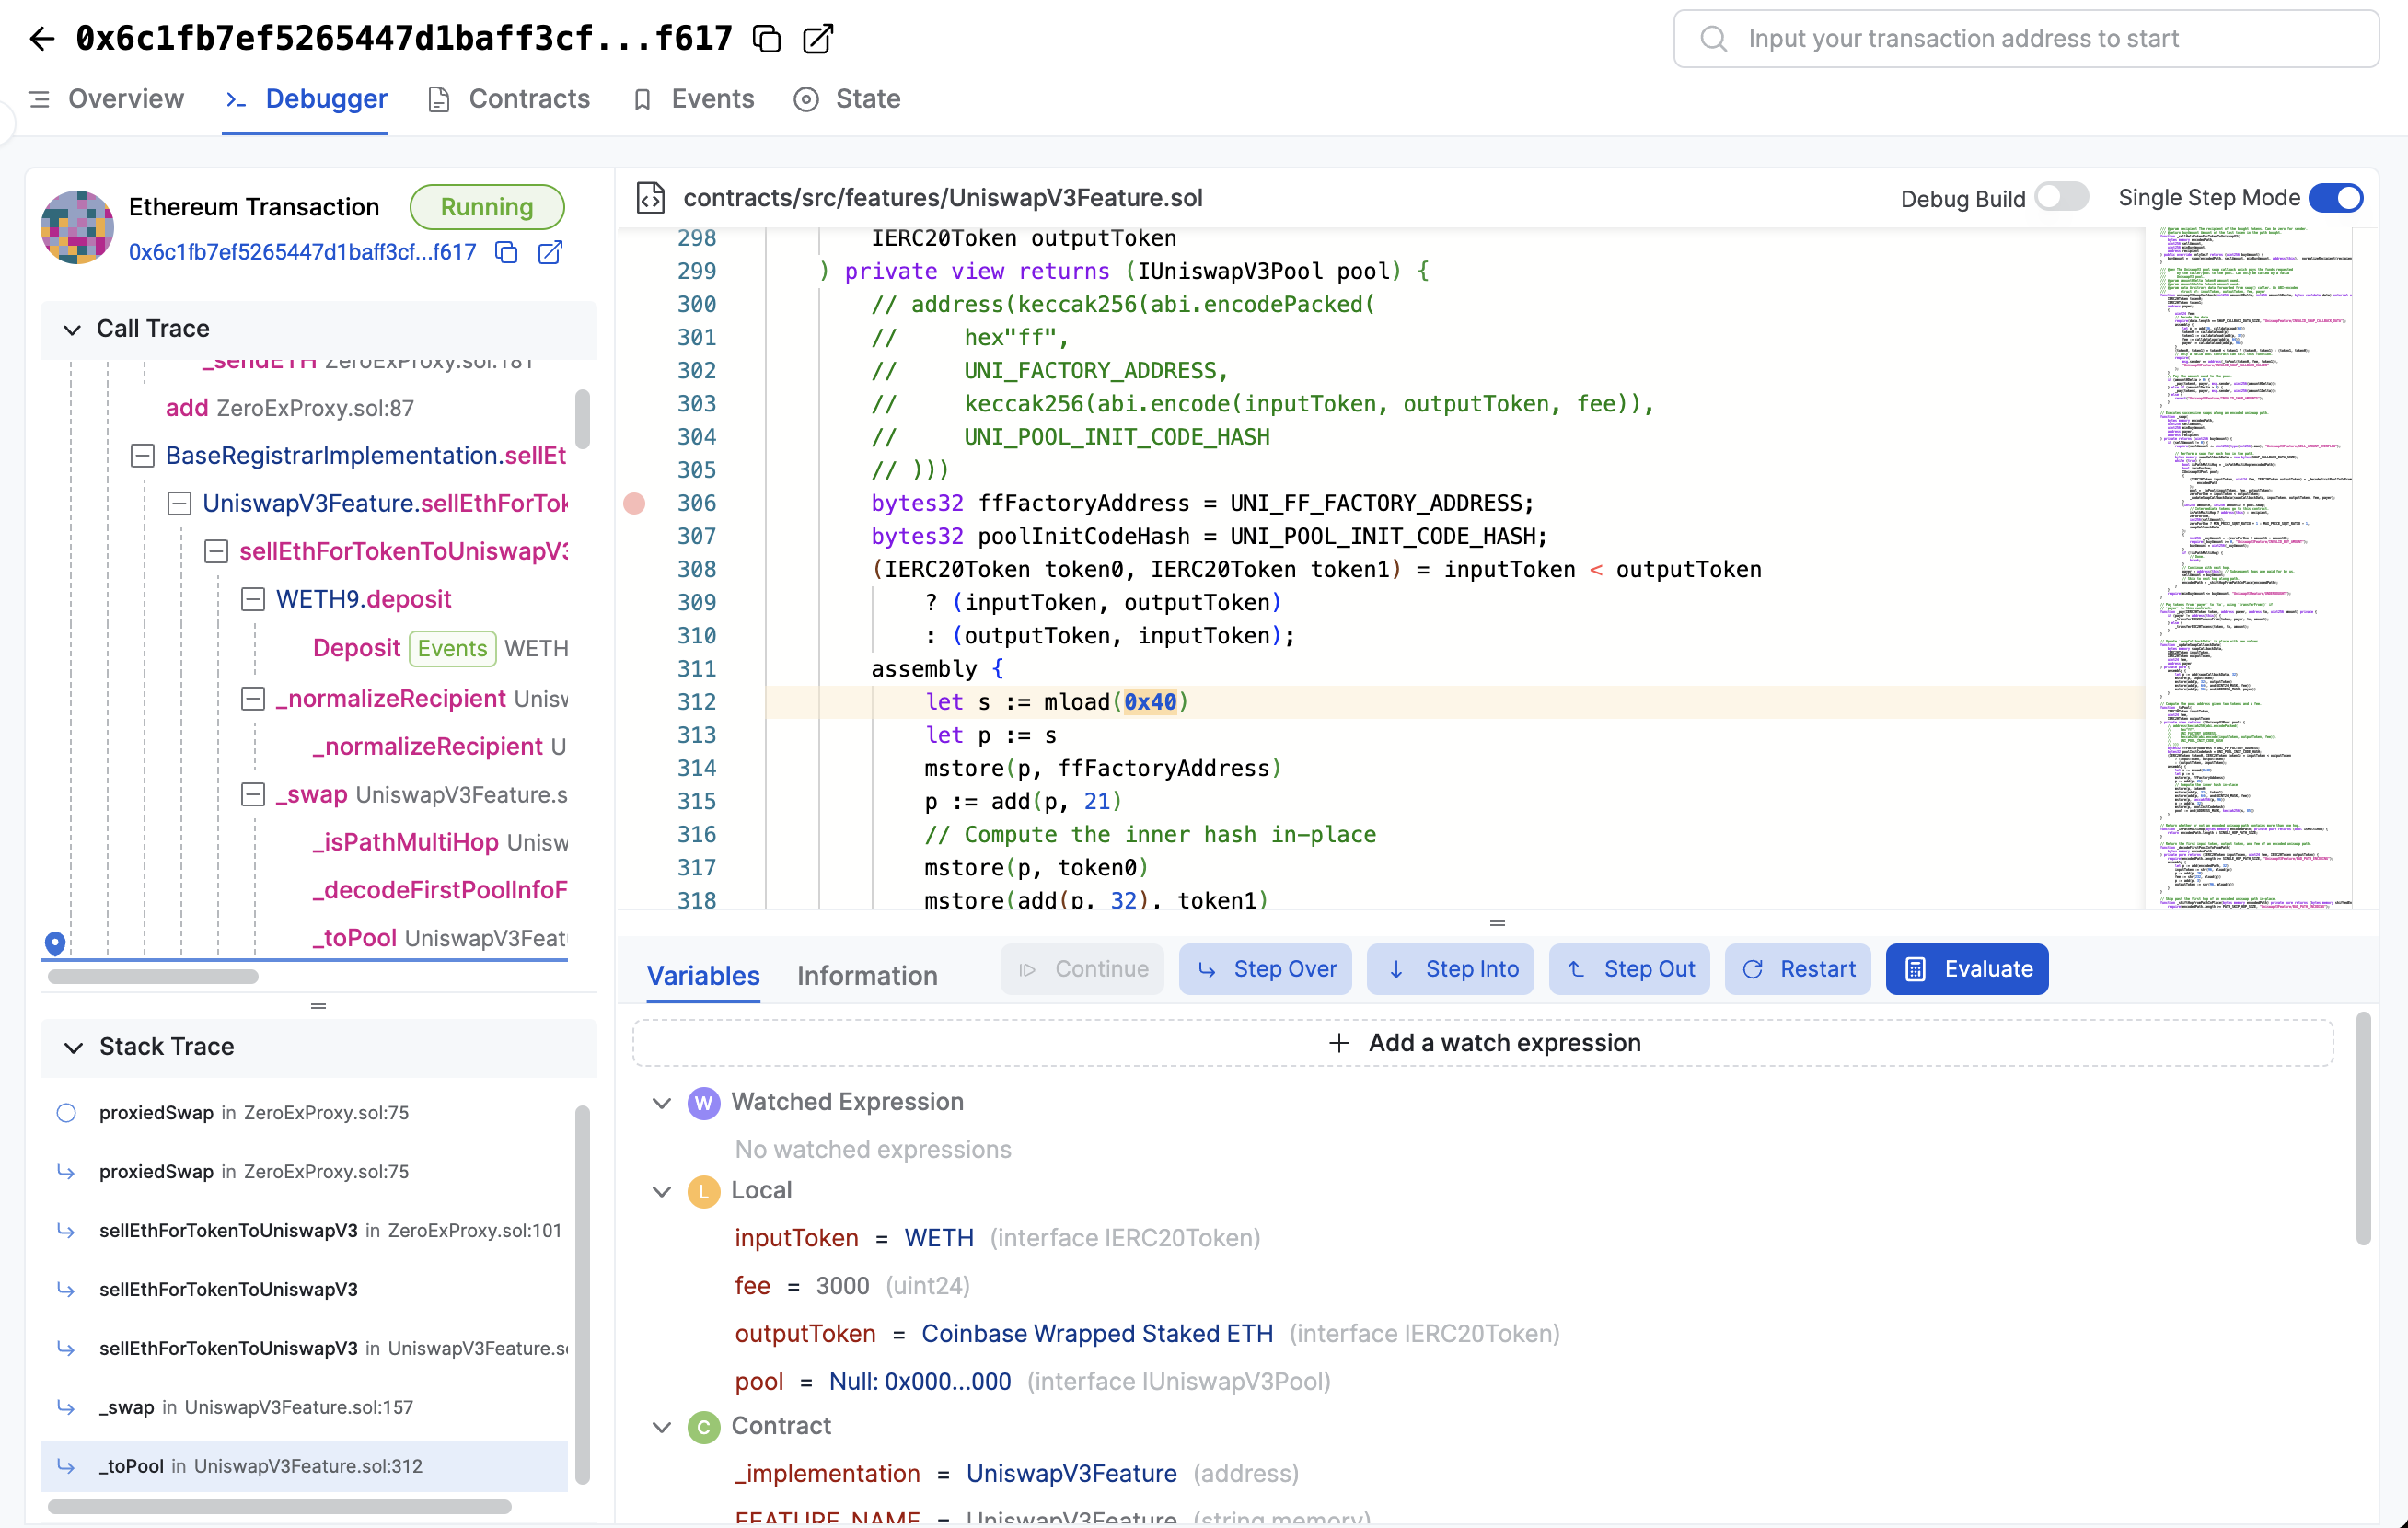 0x6c1fb7ef5265447d1baff3cf...f617
Input your transaction address to start
Overview
Debugger
Contracts
Events
State
Ethereum Transaction
Running
0x6c1fb7ef5265447d1baff3cf...f617
Call Trace
_sendETH ZeroExProxy.sol:181
add ZeroExProxy.sol:87
BaseRegistrarImplementation.sellEt
UniswapV3Feature.sellEthForTok
sellEthForTokenToUniswapV3
WETH9.deposit
Deposit Events WETH
_normalizeRecipient Unisw
_normalizeRecipient U
_swap UniswapV3Feature.s
_isPathMultiHop Unisw
_decodeFirstPoolInfoF
_toPool UniswapV3Feat
Stack Trace
proxiedSwap in ZeroExProxy.sol:75
proxiedSwap in ZeroExProxy.sol:75
sellEthForTokenToUniswapV3 in ZeroExProxy.sol:101
sellEthForTokenToUniswapV3
sellEthForTokenToUniswapV3 in UniswapV3Feature.s
_swap in UniswapV3Feature.sol:157
_toPool in UniswapV3Feature.sol:312
contracts/src/features/UniswapV3Feature.sol
Debug Build
Single Step Mode
298 IERC20Token outputToken
299 ) private view returns (IUniswapV3Pool pool) {
300 // address(keccak256(abi.encodePacked(
301 // hex"ff",
302 // UNI_FACTORY_ADDRESS,
303 // keccak256(abi.encode(inputToken, outputToken, fee)),
304 // UNI_POOL_INIT_CODE_HASH
305 // )))
306 bytes32 ffFactoryAddress = UNI_FF_FACTORY_ADDRESS;
307 bytes32 poolInitCodeHash = UNI_POOL_INIT_CODE_HASH;
308 (IERC20Token token0, IERC20Token token1) = inputToken < outputToken
309 ? (inputToken, outputToken)
310 : (outputToken, inputToken);
311 assembly {
312 let s := mload(0x40)
313 let p := s
314 mstore(p, ffFactoryAddress)
315 p := add(p, 21)
316 // Compute the inner hash in-place
317 mstore(p, token0)
318 mstore(add(p, 32), token1)
Variables
Information
Continue
Step Over
Step Into
Step Out
Restart
Evaluate
Add a watch expression
W Watched Expression
No watched expressions
L Local
inputToken = WETH (interface IERC20Token)
fee = 3000 (uint24)
outputToken = Coinbase Wrapped Staked ETH (interface IERC20Token)
pool = Null: 0x000...000 (interface IUniswapV3Pool)
C Contract
_implementation = UniswapV3Feature (address)
FEATURE_NAME = UniswapV3Feature (string memory)